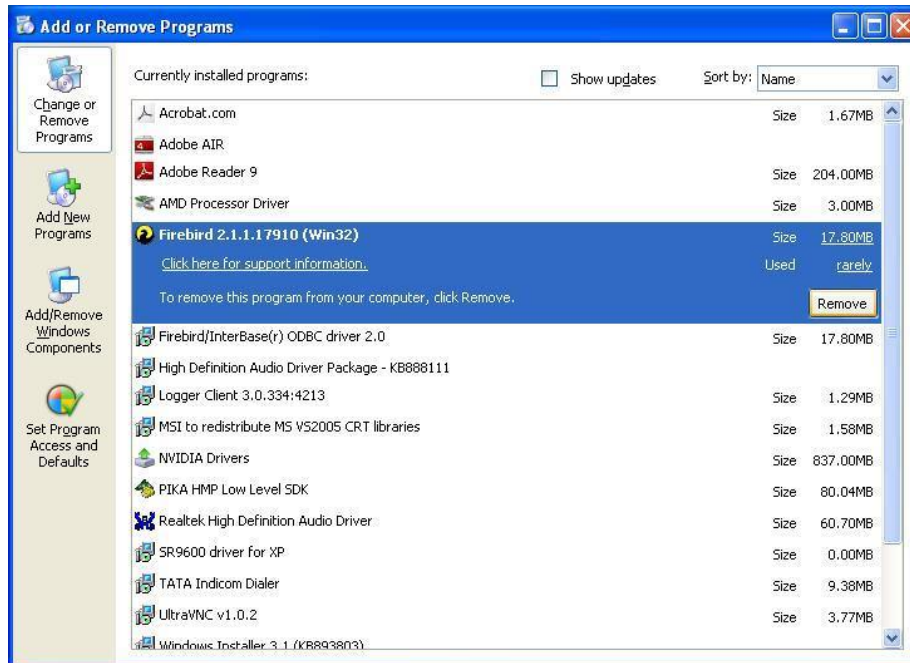 Add or Remove Programs
Change or
Remove
Programs
Add New
Programs
Add/Remove
Windows
Components
Set Program
Access and
Defaults
Currently installed programs:
Show updates
Sort by: Name
Acrobat.com Size 1.67MB
Adobe AIR
Adobe Reader 9 Size 204.00MB
AMD Processor Driver Size 3.00MB
Firebird 2.1.1.17910 (Win32) Size 17.80MB
Click here for support information. Used rarely
To remove this program from your computer, click Remove. Remove
Firebird/InterBase(r) ODBC driver 2.0 Size 17.80MB
High Definition Audio Driver Package - KB888111
Logger Client 3.0.334:4213 Size 1.29MB
MSI to redistribute MS VS2005 CRT libraries Size 1.58MB
NVIDIA Drivers Size 837.00MB
PIKA HMP Low Level SDK Size 80.04MB
Realtek High Definition Audio Driver Size 60.70MB
SR9600 driver for XP Size 0.00MB
TATA Indicom Dialer Size 9.38MB
UltraVNC v1.0.2 Size 3.77MB
Windows Installer 3.1 (KB893803)